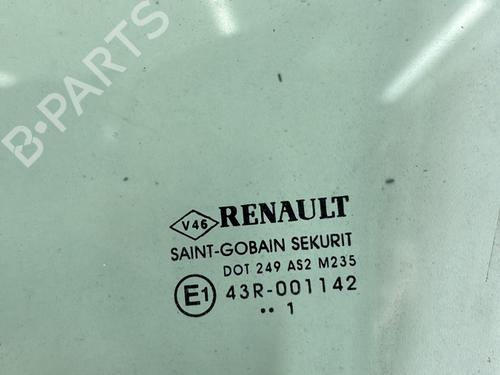 B-PARTS
V46 RENAULT
SAINT-GOBAIN SEKURIT
DOT 249 AS2 M235
E1 43R-001142
•• 1